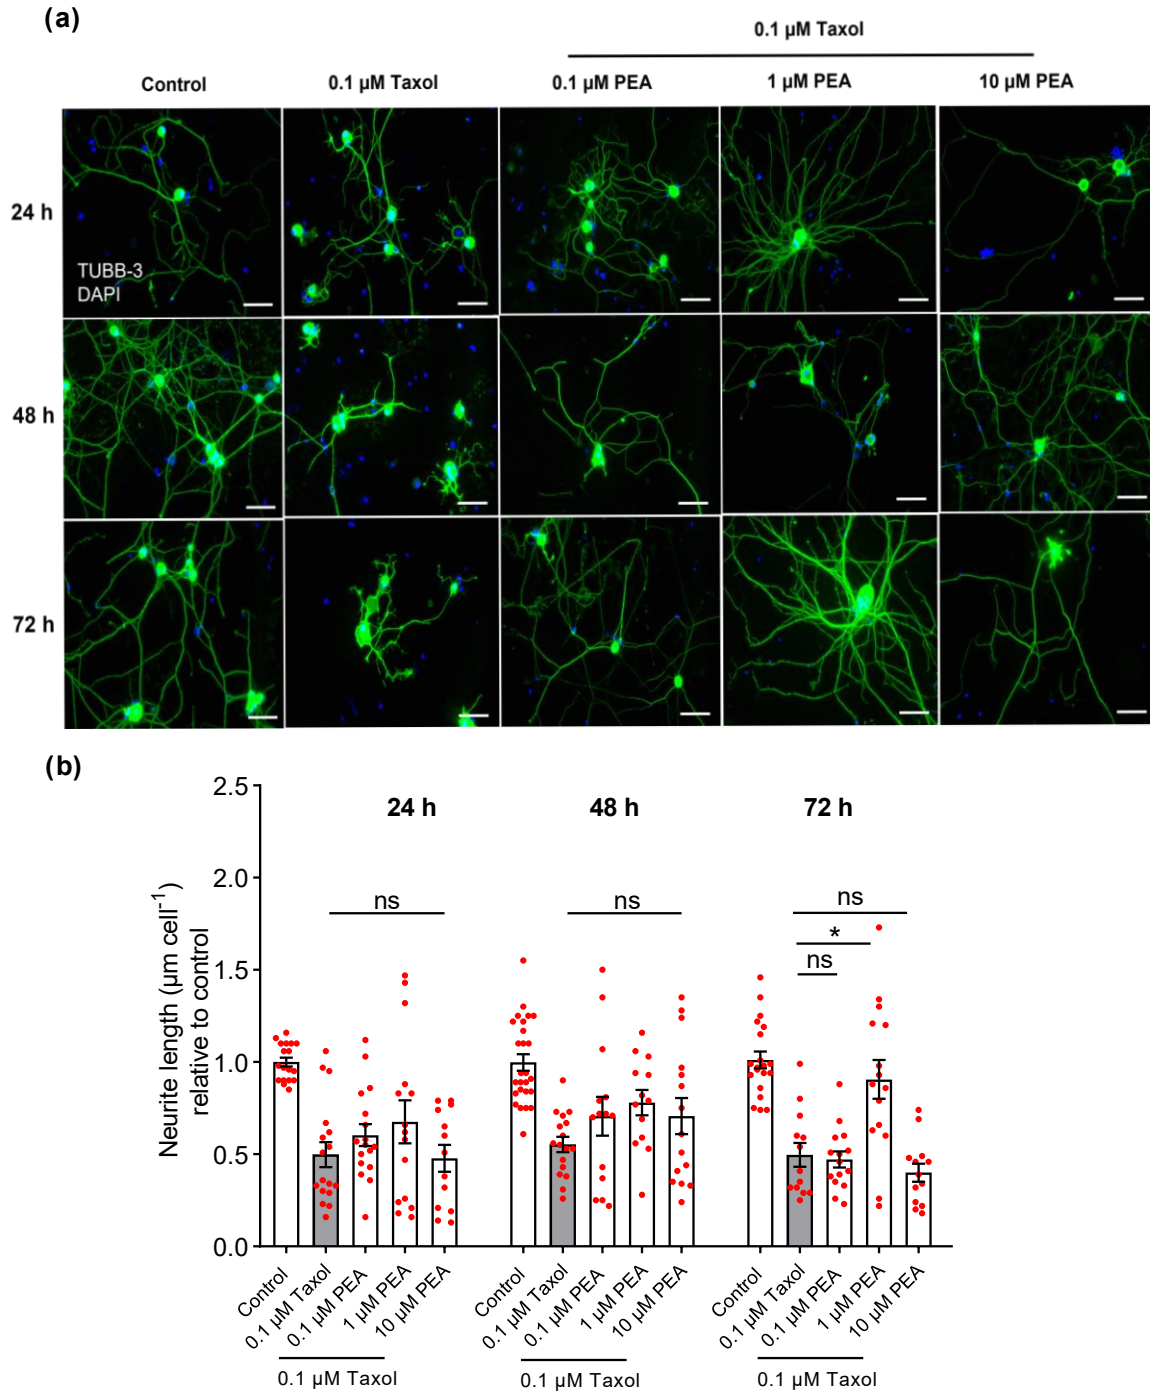 (a)
0.1 µM Taxol
Control
0.1 µM Taxol
0.1 µM PEA
1 µM PEA
10 µM PEA
24 h
TUBB-3
DAPI
48 h
72 h
(b)
Neurite length (µm cell⁻¹)
relative to control
2.5
2.0
1.5
1.0
0.5
0.0
24 h
48 h
72 h
ns
ns
ns
*
ns
Control
0.1 µM Taxol
0.1 µM PEA
1 µM PEA
10 µM PEA
Control
0.1 µM Taxol
0.1 µM PEA
1 µM PEA
10 µM PEA
Control
0.1 µM Taxol
0.1 µM PEA
1 µM PEA
10 µM PEA
0.1 µM Taxol
0.1 µM Taxol
0.1 µM Taxol